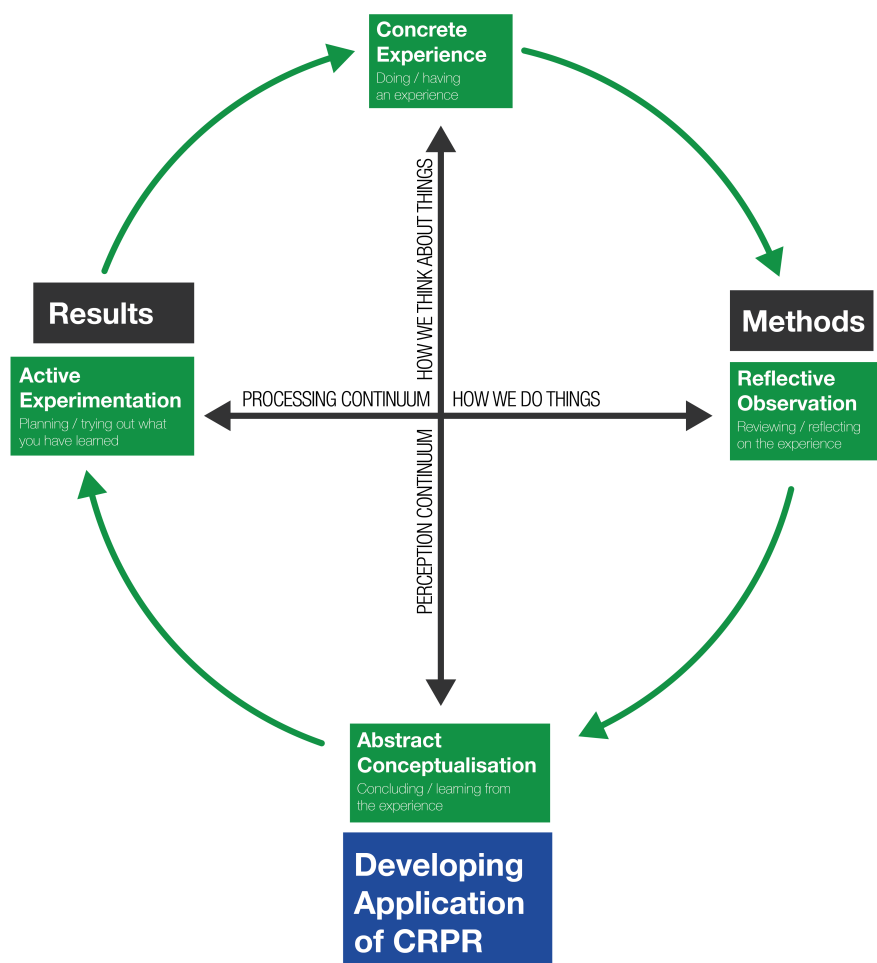 Concrete
Experience
Doing / having
an experience
HOW WE THINK ABOUT THINGS
Results
Methods
Active
Experimentation
Planning / trying out what
you have learned
PROCESSING CONTINUUM
HOW WE DO THINGS
Reflective
Observation
Reviewing / reflecting
on the experience
PERCEPTION CONTINUUM
Abstract
Conceptualisation
Concluding / learning from
the experience
Developing
Application
of CRPR